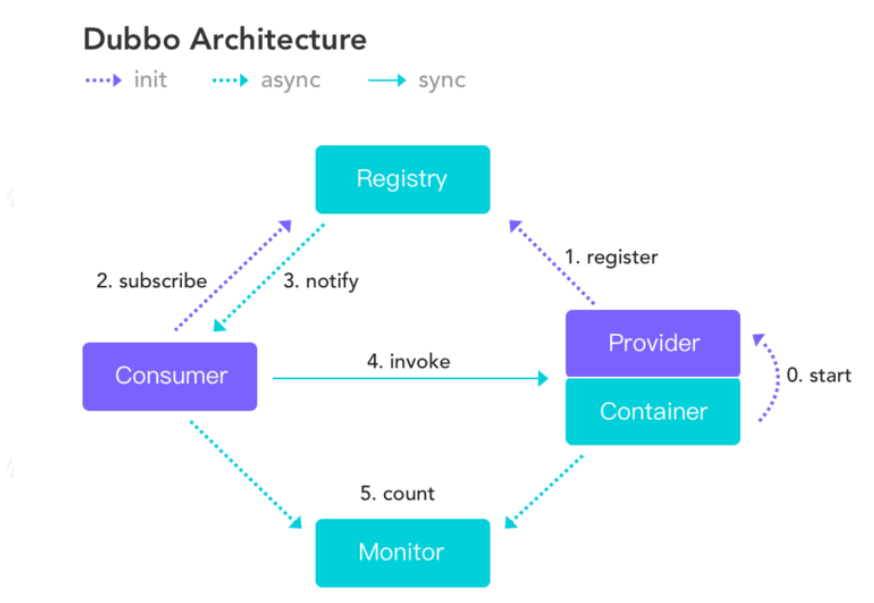 Dubbo Architecture
init async sync
Registry
2. subscribe
3. notify
1. register
Provider
Consumer
4. invoke
0. start
Container
5. count
Monitor